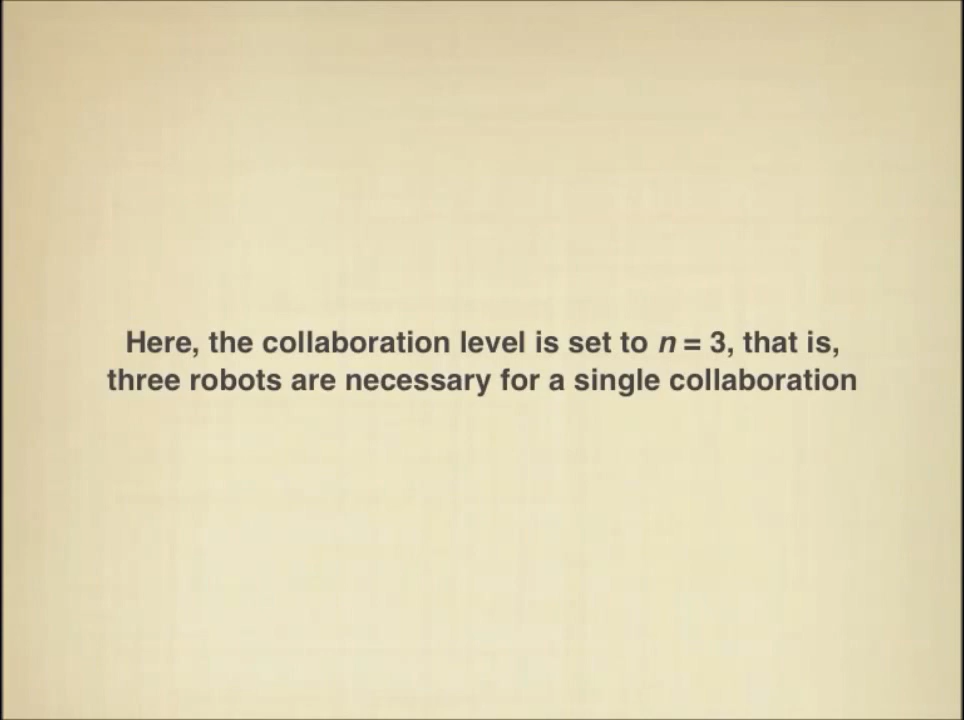 Here, the collaboration level is set to n = 3, that is,
three robots are necessary for a single collaboration